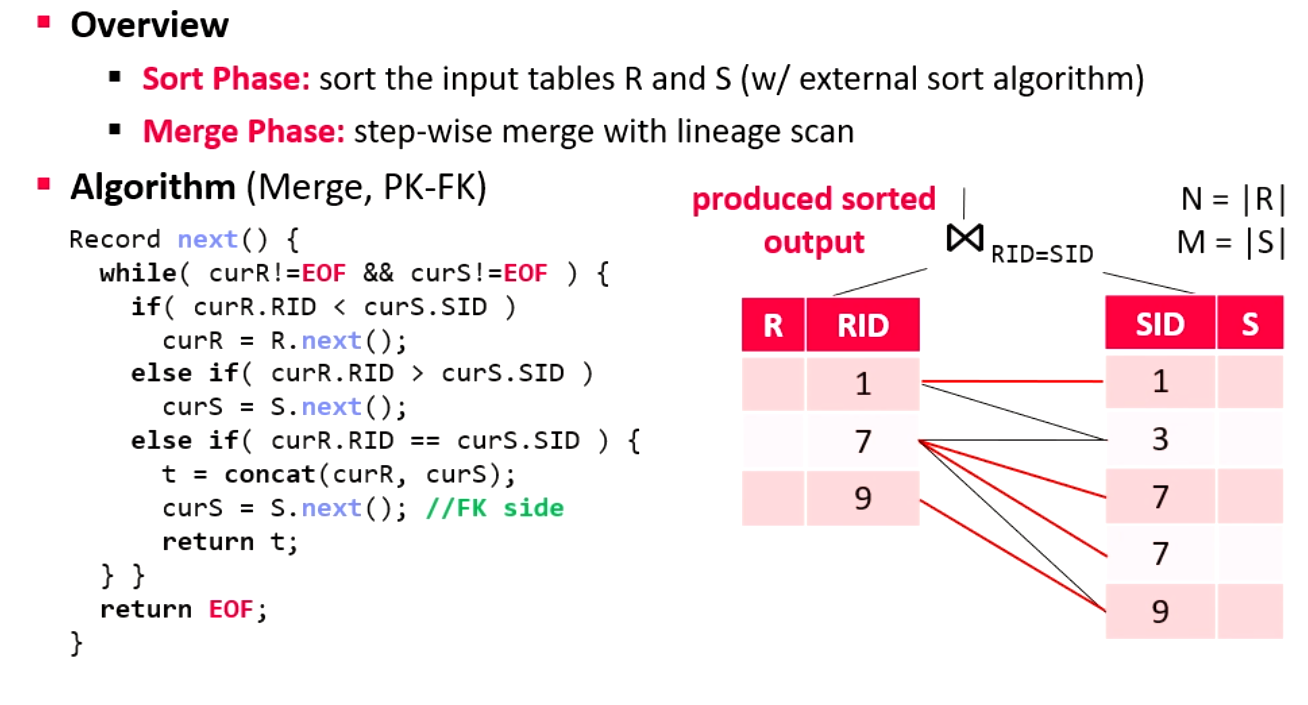 ▪ Overview
▪ Sort Phase: sort the input tables R and S (w/ external sort algorithm)
▪ Merge Phase: step-wise merge with lineage scan
▪ Algorithm (Merge, PK-FK)
Record next() {
while( curR!=EOF && curS!=EOF ) {
if( curR.RID < curS.SID )
curR = R.next();
else if( curR.RID > curS.SID )
curS = S.next();
else if( curR.RID == curS.SID ) {
t = concat(curR, curS);
curS = S.next(); //FK side
return t;
} }
return EOF;
}
produced sorted
output
⋈ RID=SID
N = |R|
M = |S|
R RID
1
7
9
SID S
1
3
7
7
9